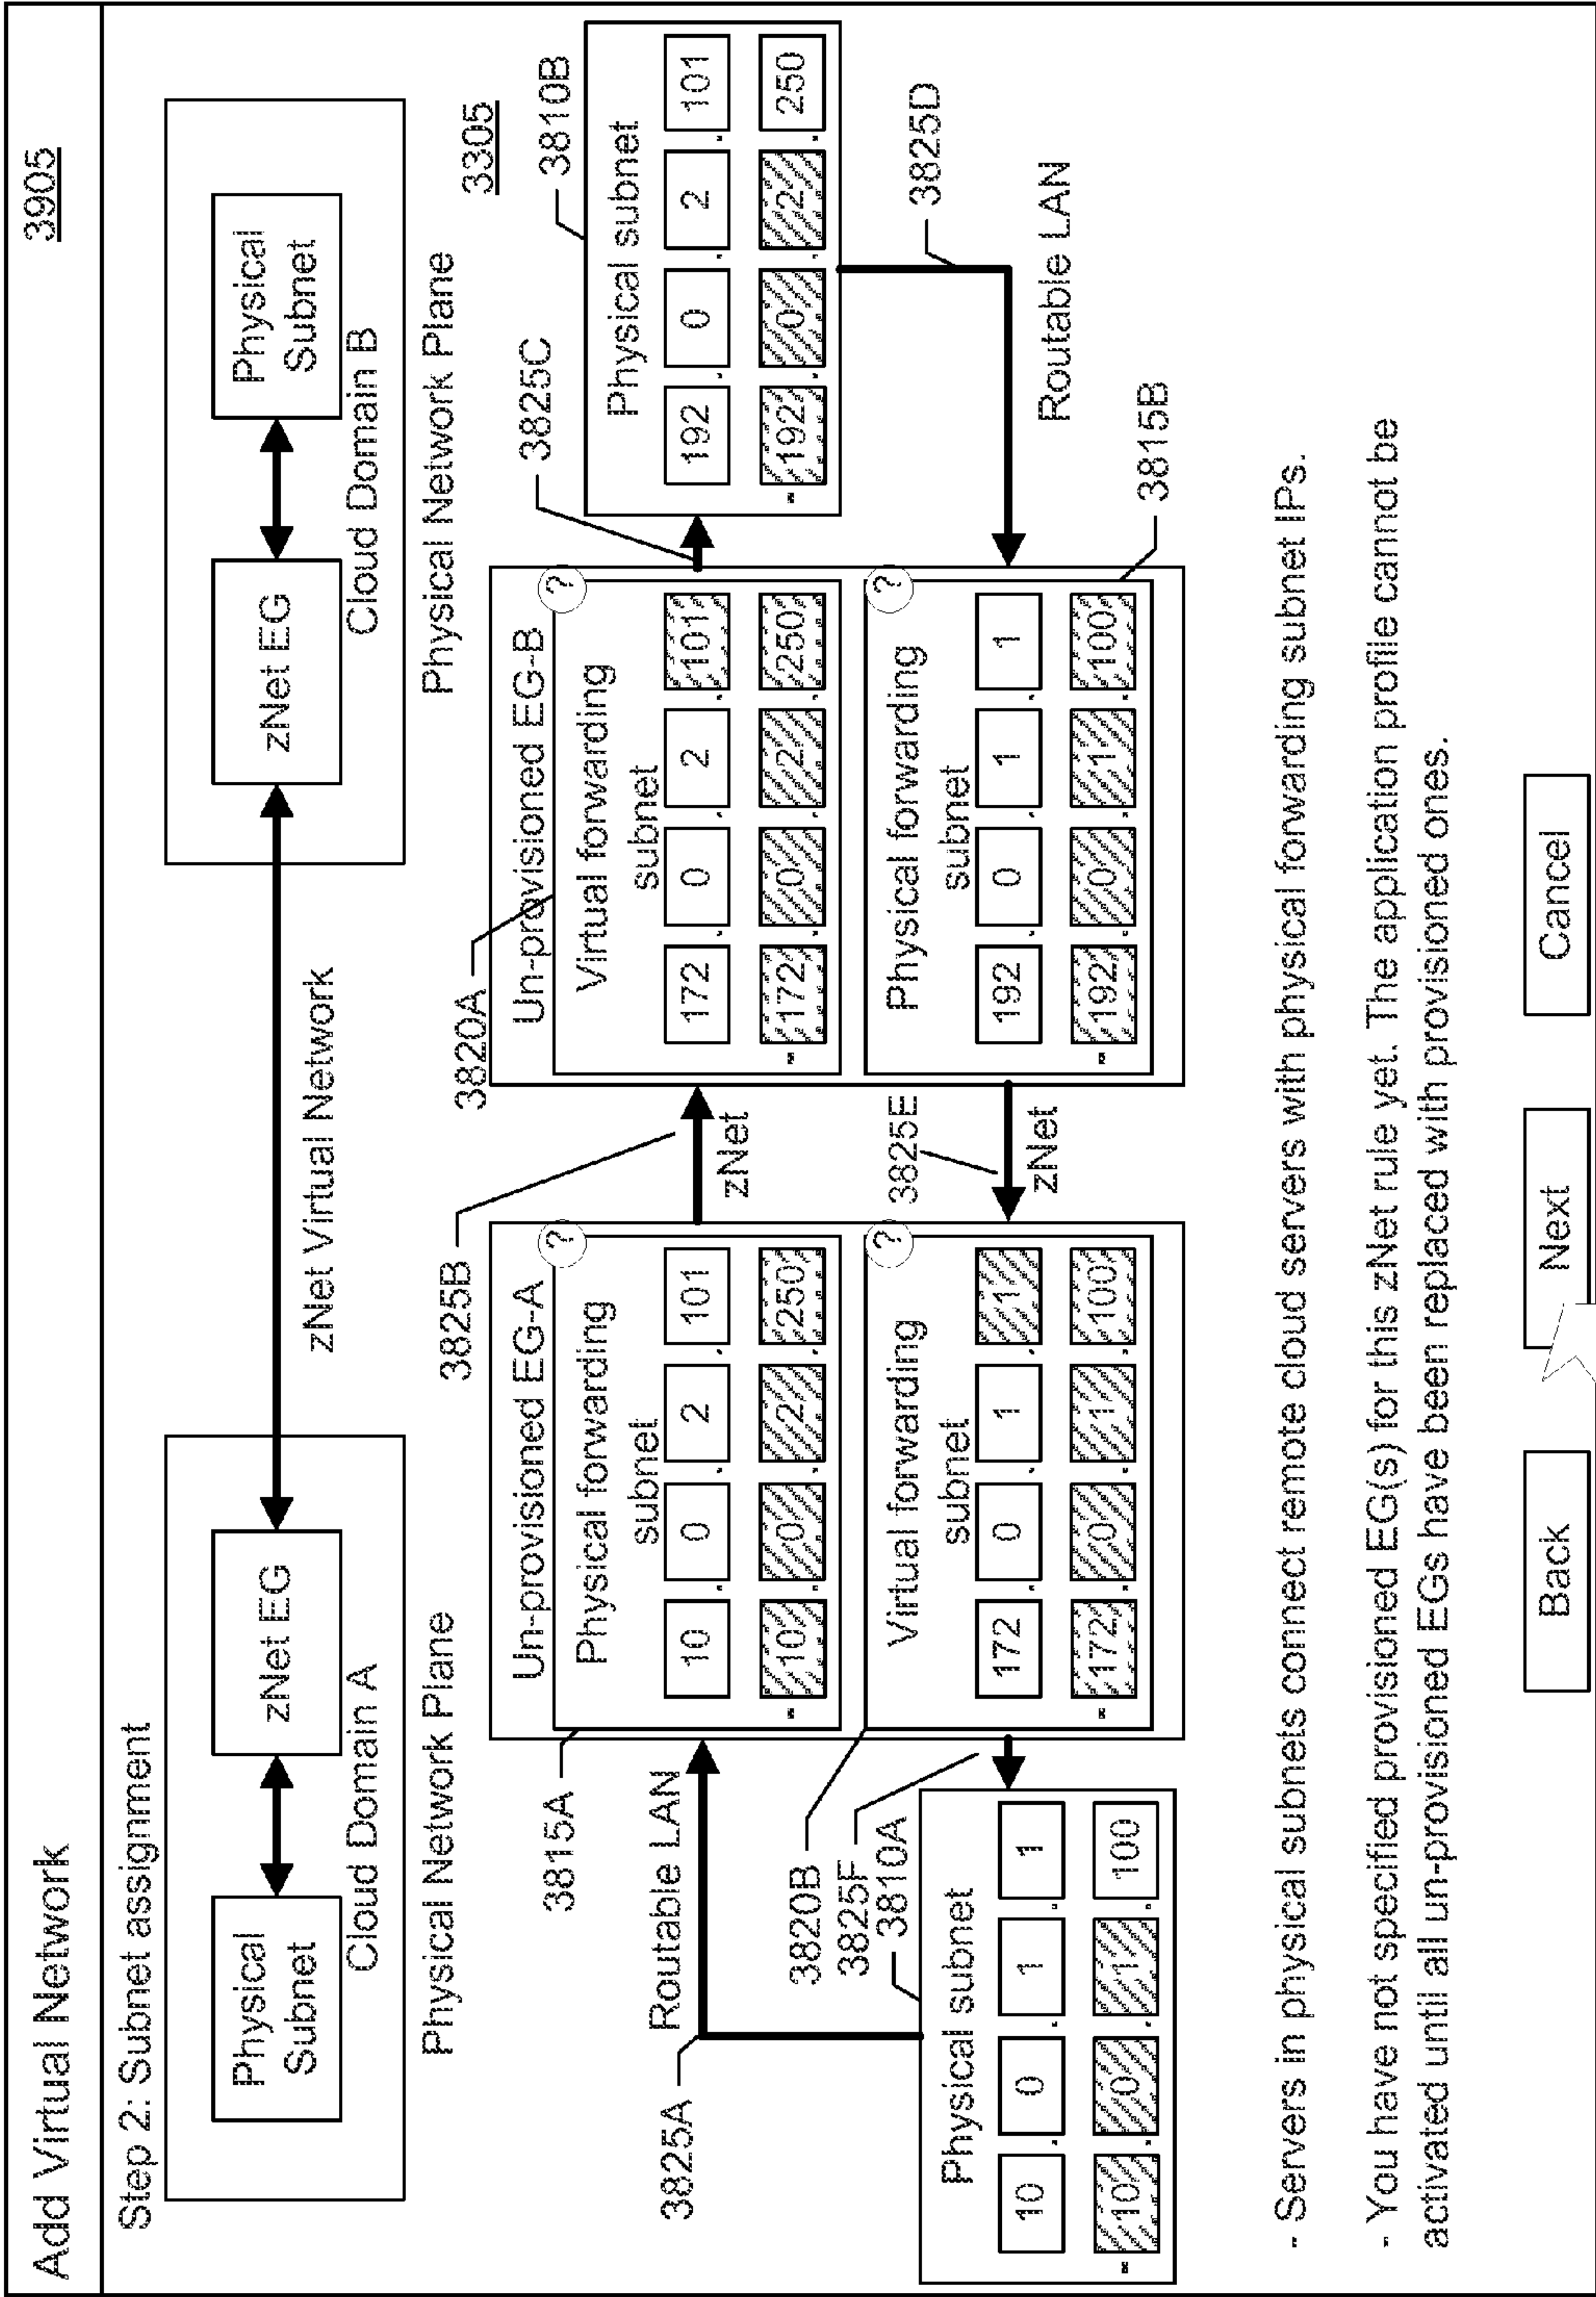 Add Virtual Network
3905
Step 2: Subnet assignment
Physical
Subnet
zNet EG
Cloud Domain A
zNet Virtual Network
zNet EG
Physical
Subnet
Cloud Domain B
Physical Network Plane
Physical Network Plane
3305
3825A
Routable LAN
3815A
3825B
3820A
3825C
3810B
Un-provisioned EG-A
?
Physical forwarding
subnet
10 . 0 . 2 . 101
- 10 . 0 . 2 . 250
zNet
Un-provisioned EG-B
?
Virtual forwarding
subnet
172 . 0 . 2 . 101
- 172 . 0 . 2 . 250
Physical subnet
192 . 0 . 2 . 101
- 192 . 0 . 2 . 250
3820B
3825F
3810A
Physical subnet
10 . 0 . 1 . 1
- 10 . 0 . 1 . 100
?
Virtual forwarding
subnet
172 . 0 . 1 . 1
- 172 . 0 . 1 . 100
3825E
zNet
?
Physical forwarding
subnet
192 . 0 . 1 . 1
- 192 . 0 . 1 . 100
3825D
Routable LAN
3815B
- Servers in physical subnets connect remote cloud servers with physical forwarding subnet IPs.
- You have not specified provisioned EG(s) for this zNet rule yet. The application profile cannot be
activated until all un-provisioned EGs have been replaced with provisioned ones.
Back
Next
Cancel